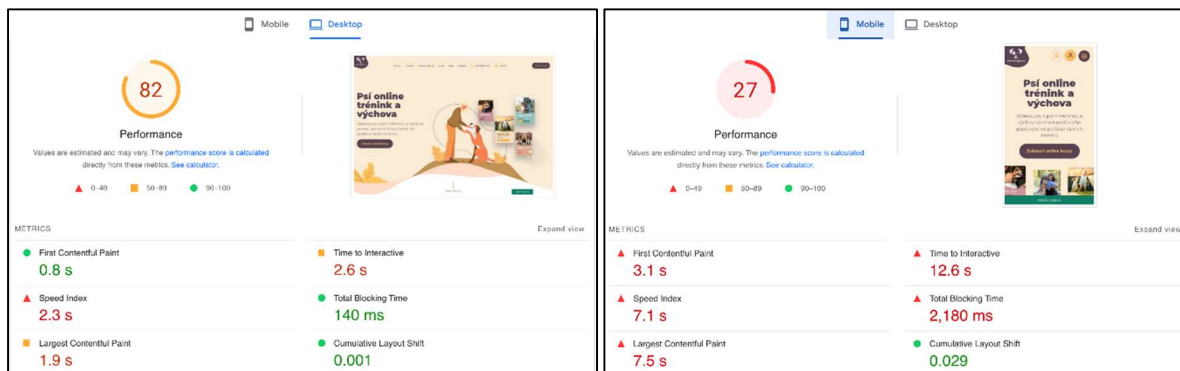 Mobile
Desktop
82
Performance
Values are estimated and may vary. The performance score is calculated
directly from these metrics. See calculator.
0–49
50–89
90–100
Psí online
trénink a
výchova
METRICS
Expand view
First Contentful Paint
0.8 s
Time to Interactive
2.6 s
Speed Index
2.3 s
Total Blocking Time
140 ms
Largest Contentful Paint
1.9 s
Cumulative Layout Shift
0.001
Mobile
Desktop
27
Performance
Values are estimated and may vary. The performance score is calculated
directly from these metrics. See calculator.
0–49
50–89
90–100
Psí online
trénink a
výchova
Zobrazit online kurzy
METRICS
Expand view
First Contentful Paint
3.1 s
Time to Interactive
12.6 s
Speed Index
7.1 s
Total Blocking Time
2,180 ms
Largest Contentful Paint
7.5 s
Cumulative Layout Shift
0.029